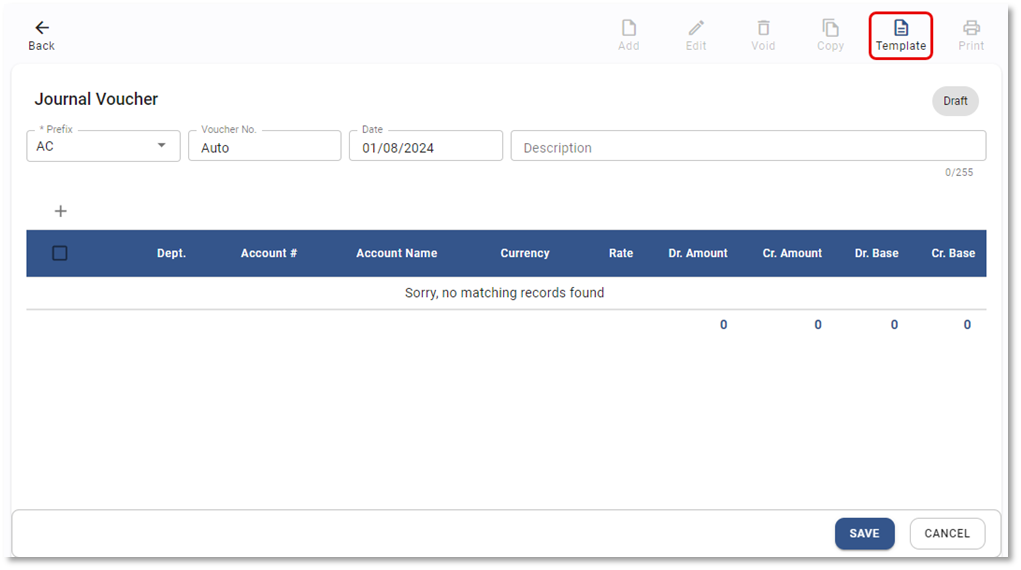 Back
Add Edit Void Copy Template Print
Journal Voucher
Draft
* Prefix Voucher No. Date
AC Auto 01/08/2024 Description
0/255
+
Dept. Account # Account Name Currency Rate Dr. Amount Cr. Amount Dr. Base Cr. Base
Sorry, no matching records found
0 0 0 0
SAVE CANCEL